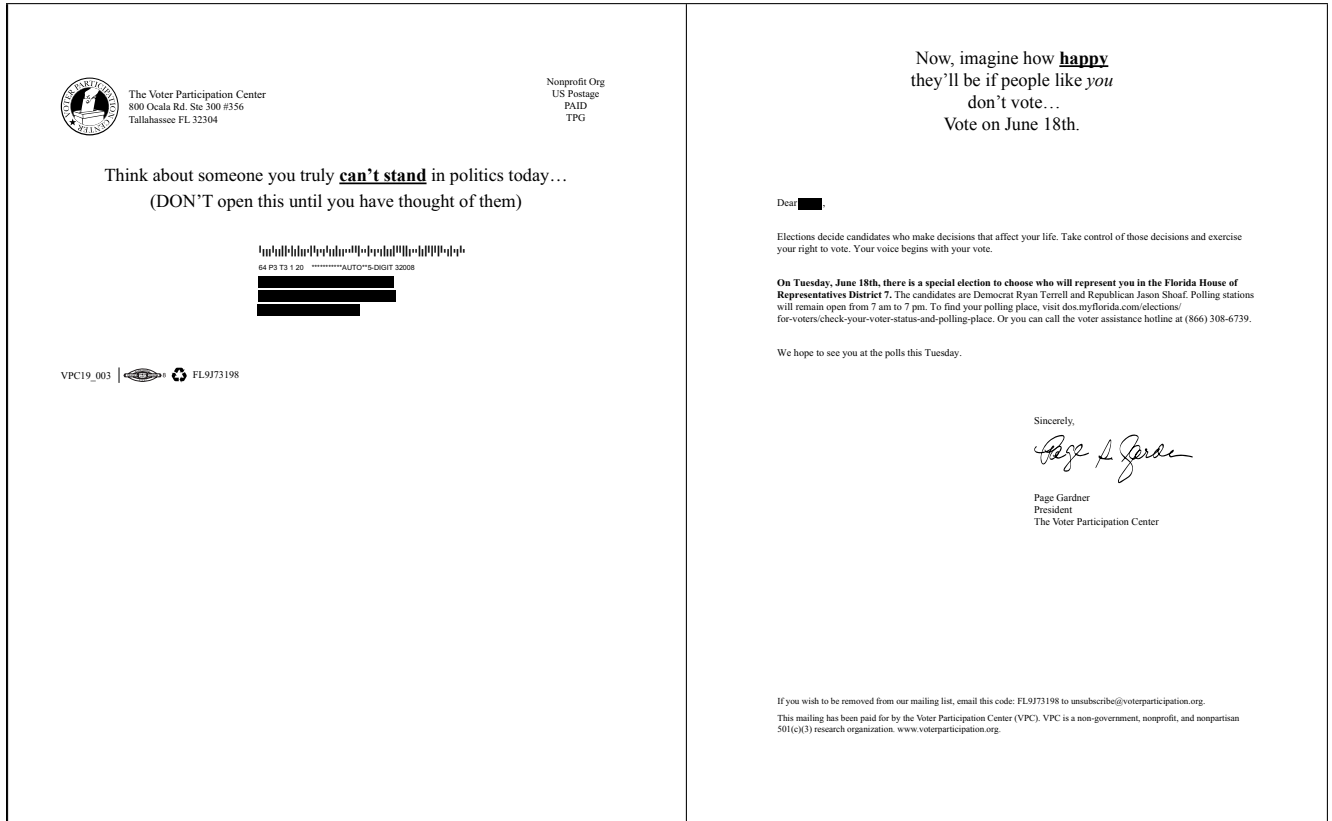 VOTER PARTICIPATION CENTER
The Voter Participation Center
800 Ocala Rd. Ste 300 #356
Tallahassee FL 32304
Nonprofit Org
US Postage
PAID
TPG
Think about someone you truly can’t stand in politics today…
(DON’T open this until you have thought of them)
64 P3 T3 1 20 ***********AUTO**5-DIGIT 32008
VPC19_003
8
FL9J73198
Now, imagine how happy
they’ll be if people like you
don’t vote…
Vote on June 18th.
Dear ,
Elections decide candidates who make decisions that affect your life. Take control of those decisions and exercise
your right to vote. Your voice begins with your vote.
On Tuesday, June 18th, there is a special election to choose who will represent you in the Florida House of
Representatives District 7. The candidates are Democrat Ryan Terrell and Republican Jason Shoaf. Polling stations
will remain open from 7 am to 7 pm. To find your polling place, visit dos.myflorida.com/elections/
for-voters/check-your-voter-status-and-polling-place. Or you can call the voter assistance hotline at (866) 308-6739.
We hope to see you at the polls this Tuesday.
Sincerely,
Page S Gardner
Page Gardner
President
The Voter Participation Center
If you wish to be removed from our mailing list, email this code: FL9J73198 to unsubscribe@voterparticipation.org.
This mailing has been paid for by the Voter Participation Center (VPC). VPC is a non-government, nonprofit, and nonpartisan
501(c)(3) research organization. www.voterparticipation.org.